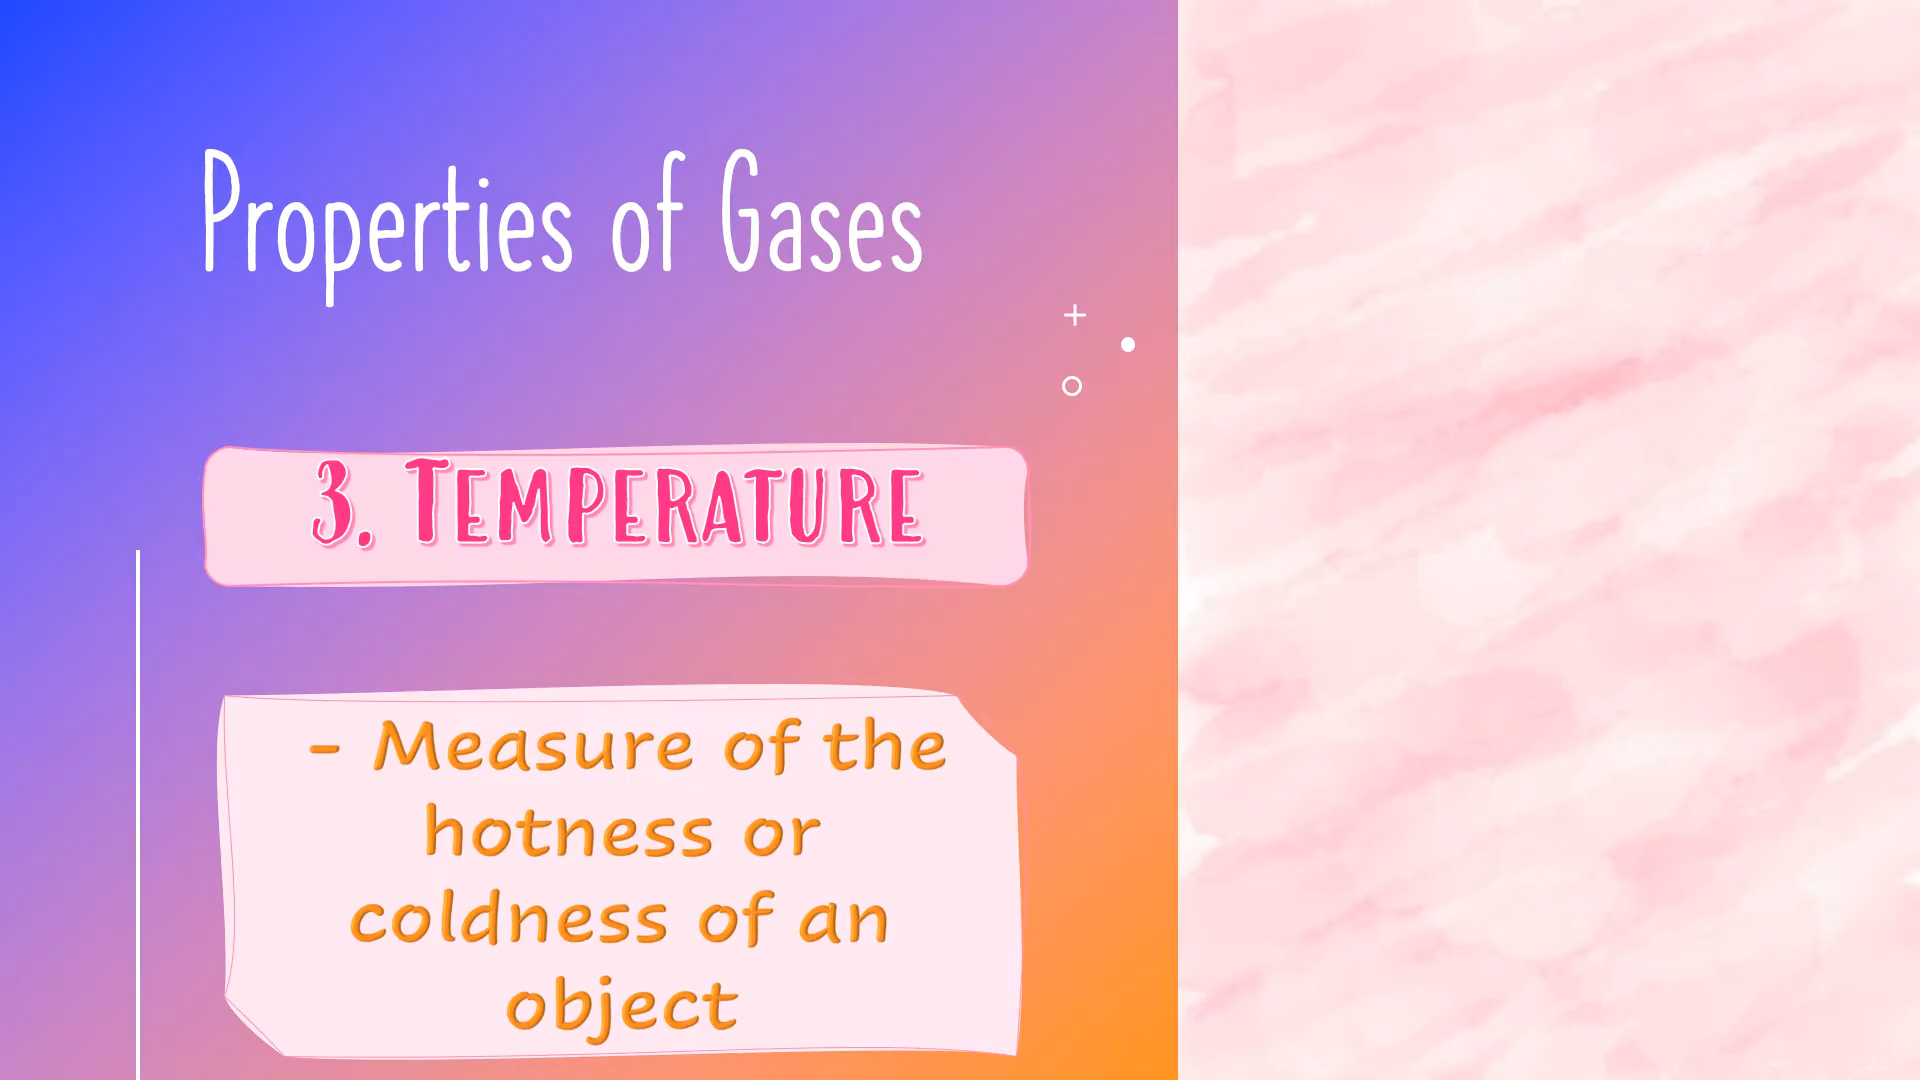 Properties of Gases
3. Temperature
- Measure of the
hotness or
coldness of an
object